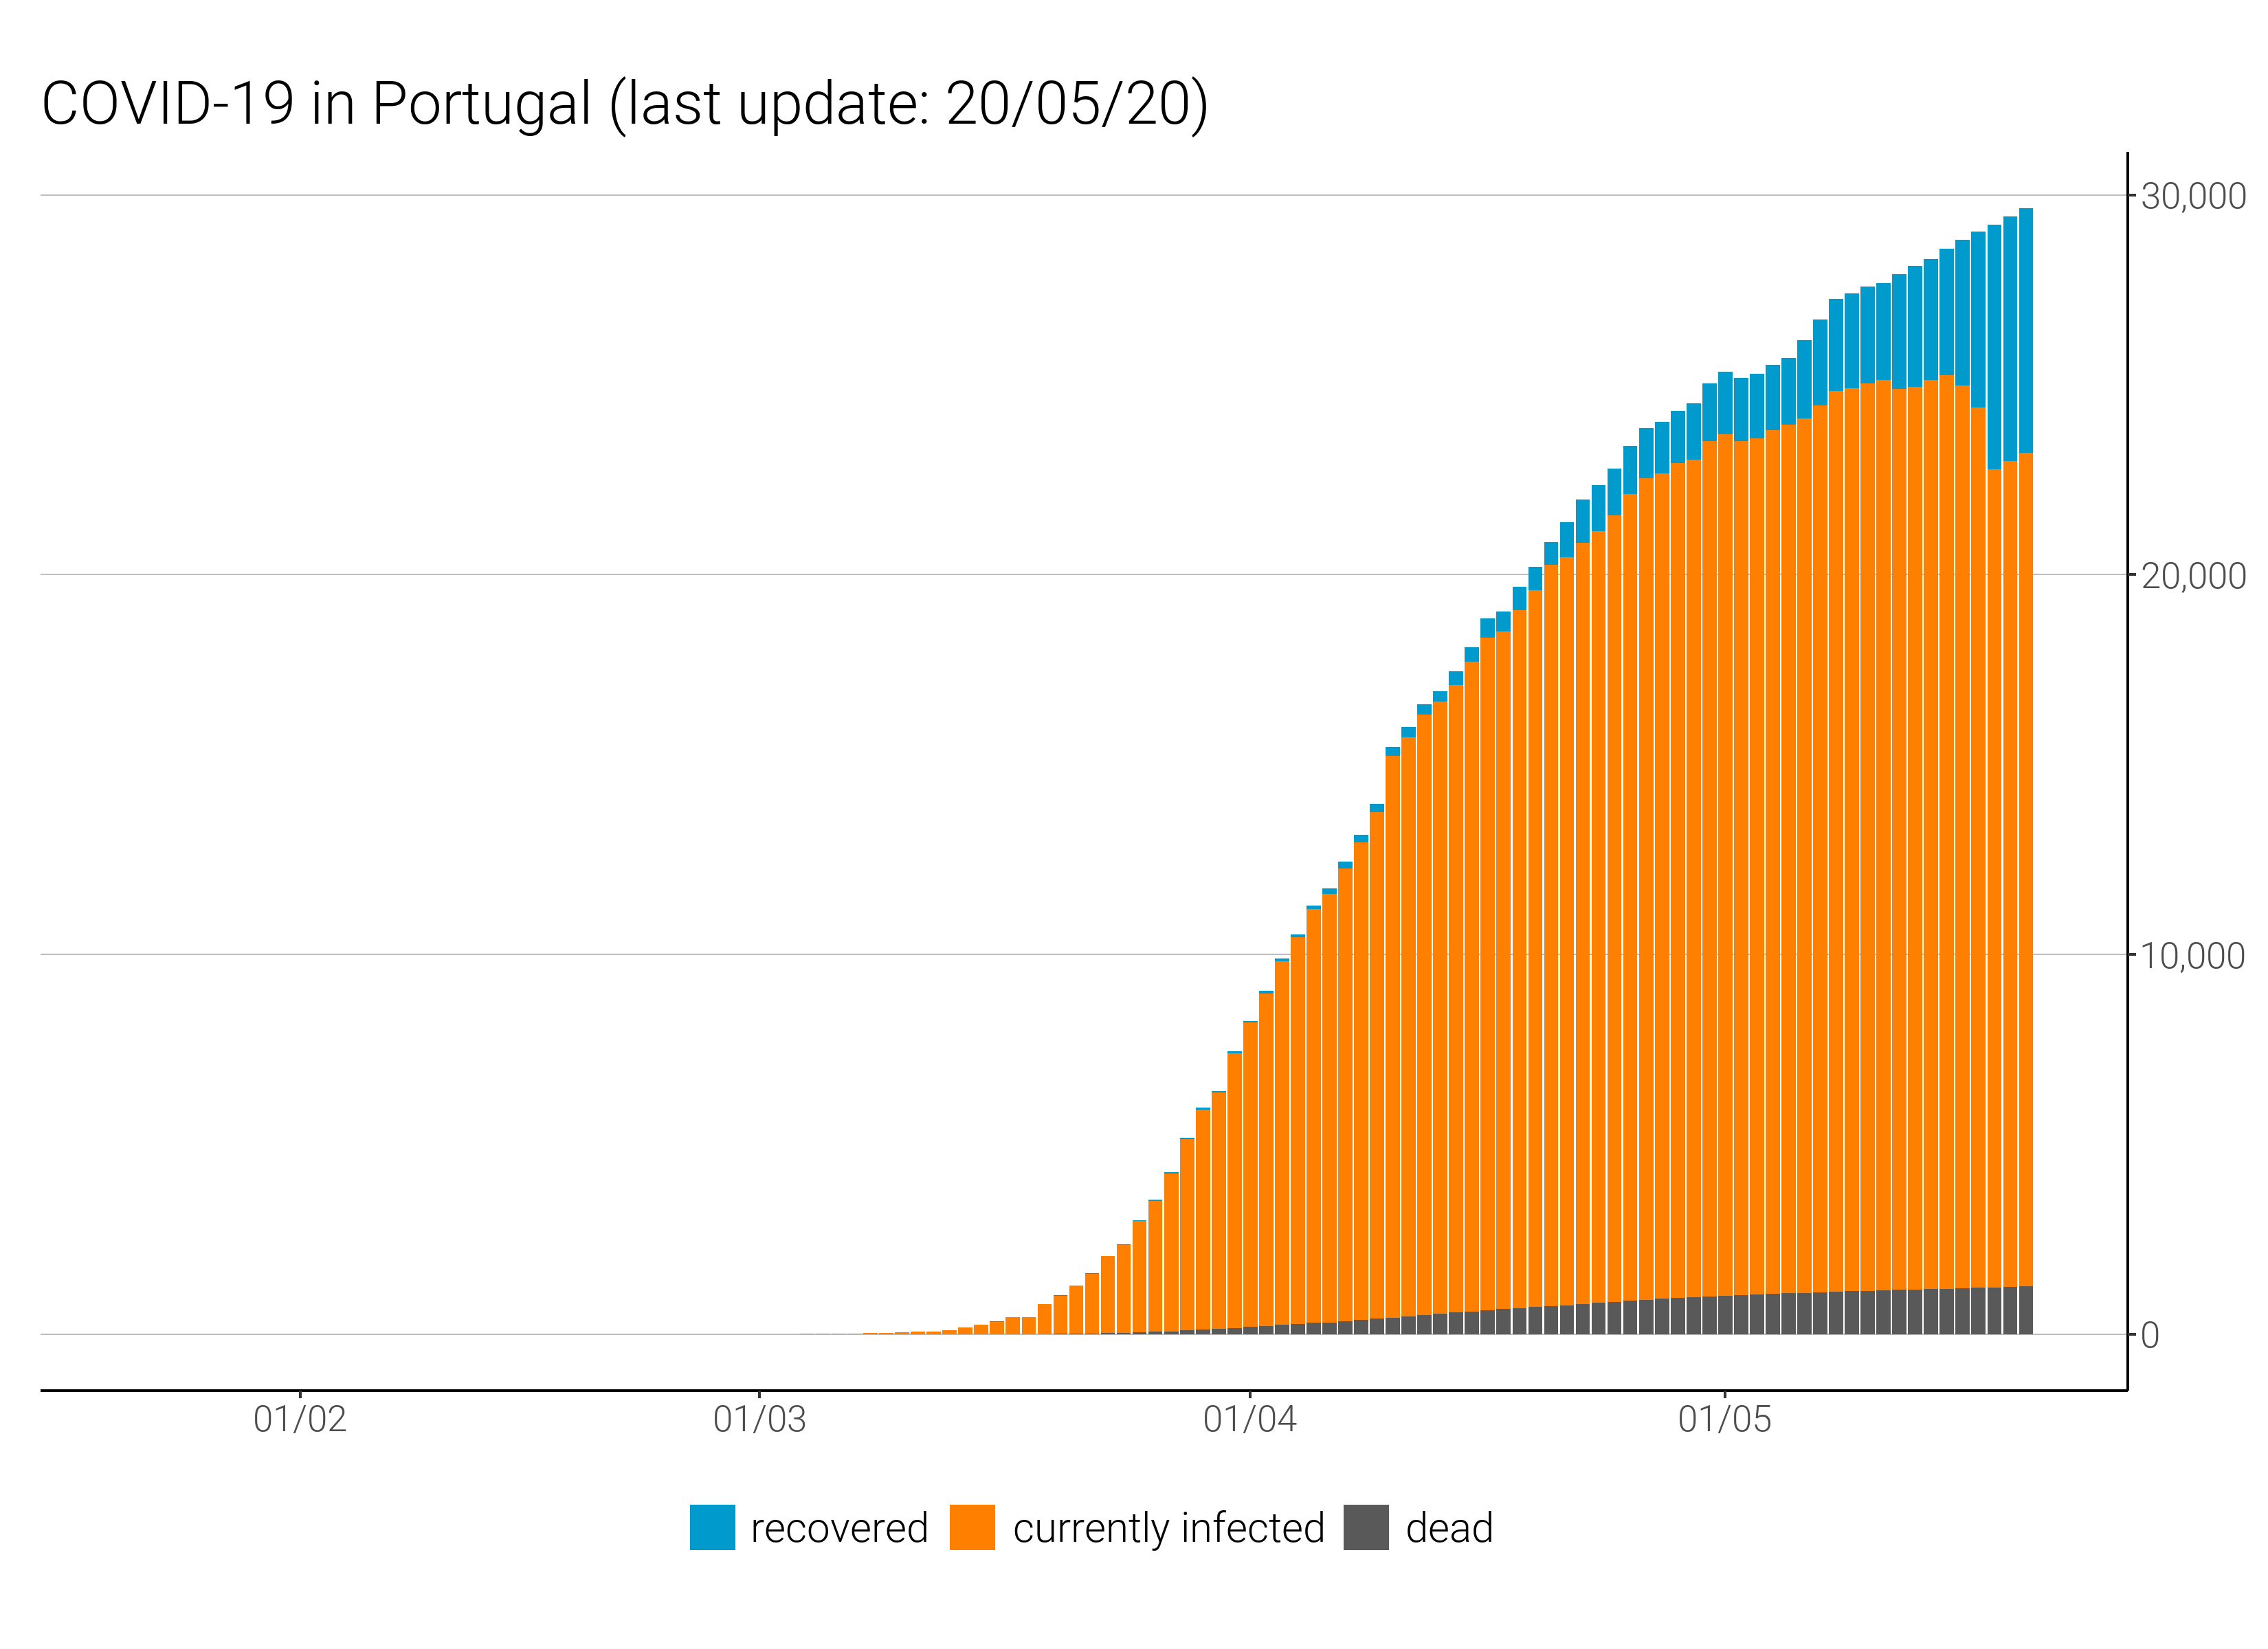 COVID-19 in Portugal (last update: 20/05/20)
30,000
20,000
10,000
0
01/02 01/03 01/04 01/05
recovered currently infected dead